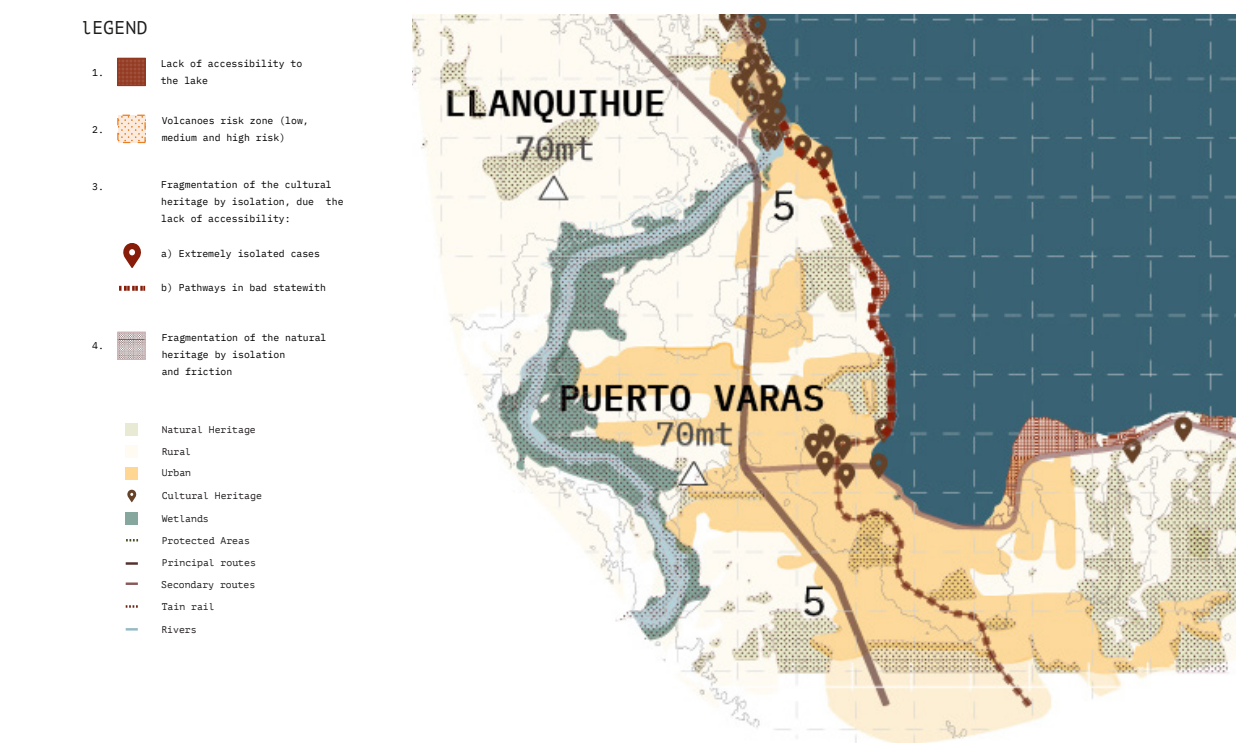 lEGEND
1.
Lack of accessibility to
the lake
2.
Volcanoes risk zone (low,
medium and high risk)
3.
Fragmentation of the cultural
heritage by isolation, due the
lack of accessibility:
a) Extremely isolated cases
b) Pathways in bad statewith
4.
Fragmentation of the natural
heritage by isolation
and friction
Natural Heritage
Rural
Urban
Cultural Heritage
Wetlands
Protected Areas
Principal routes
Secondary routes
Tain rail
Rivers
LLANQUIHUE
70mt
5
PUERTO VARAS
70mt
5